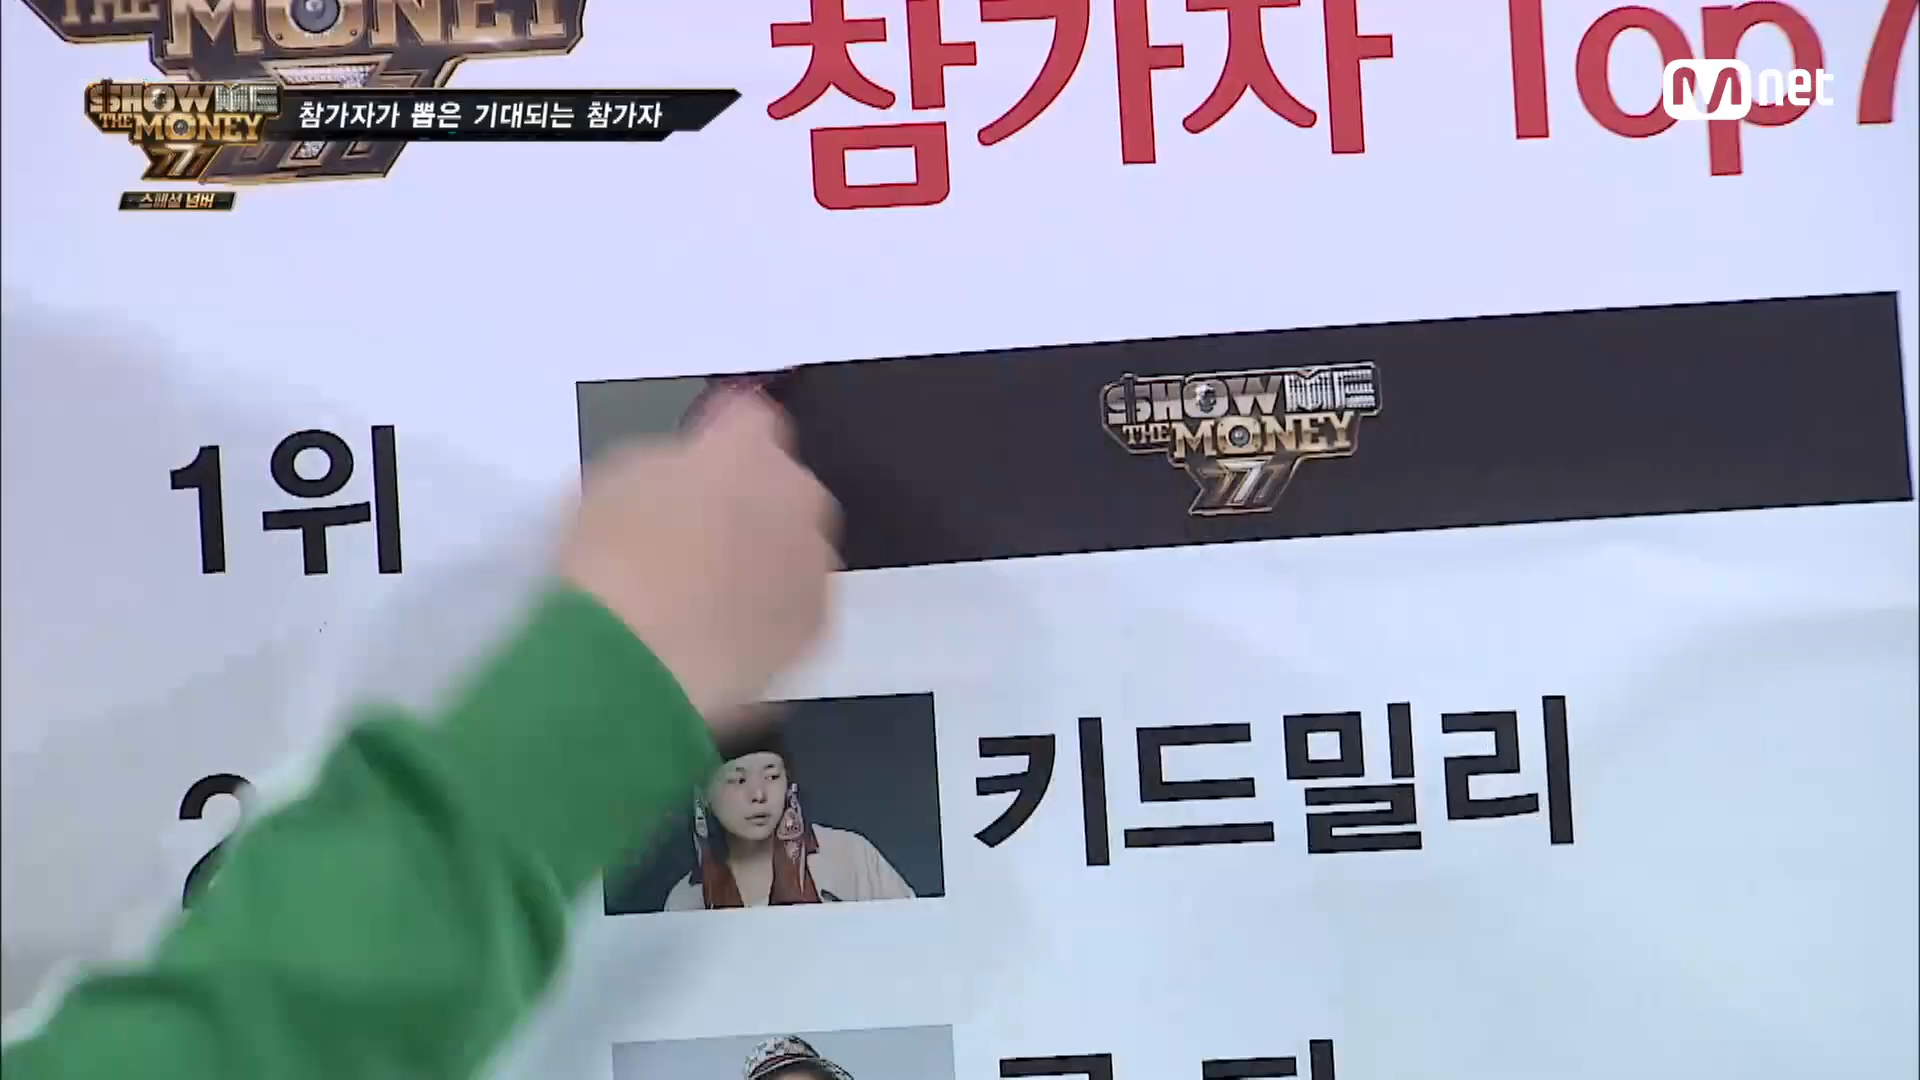 THE MONEY
참가자 Top7
SHOW ME THE MONEY 777
참가자가 뽑은 기대되는 참가자
Mnet
스페셜 넘버
SHOW ME
THE MONEY
777
1위
2
키드밀리